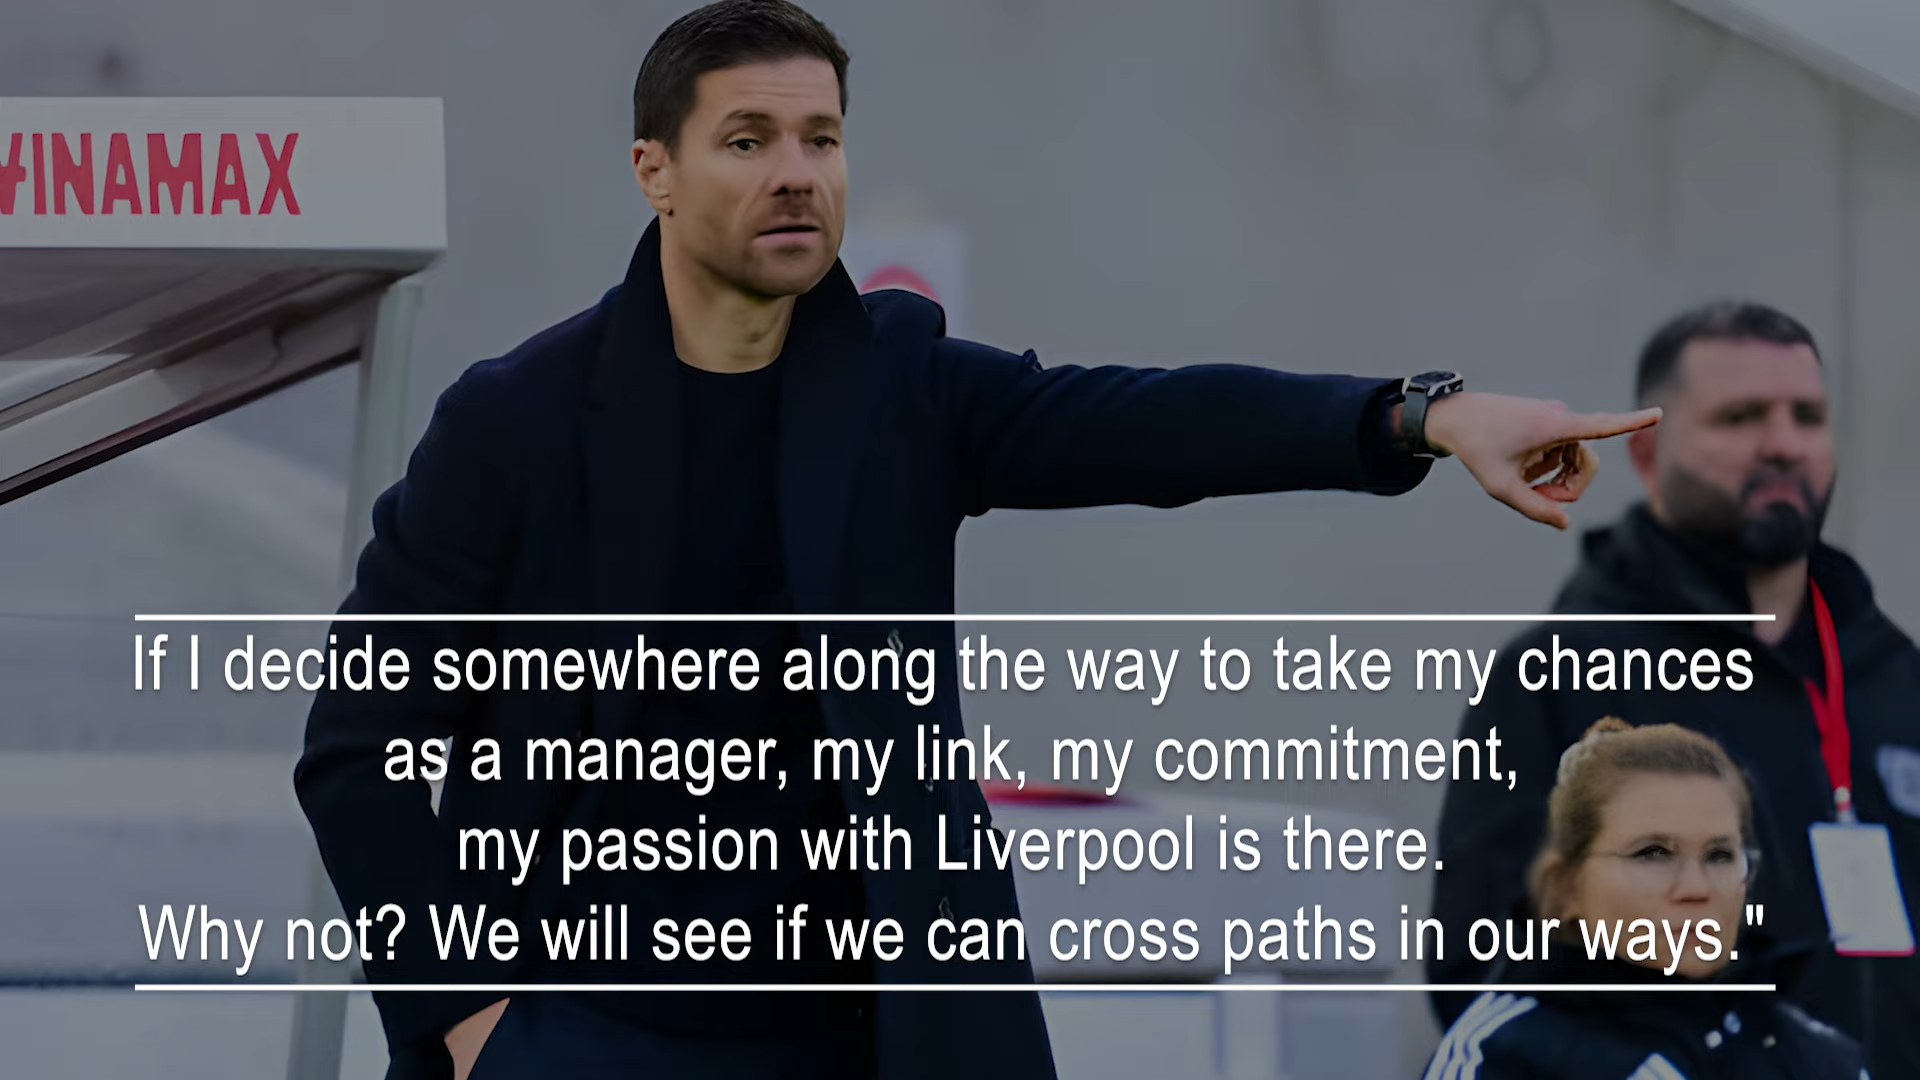 WINAMAX
If I decide somewhere along the way to take my chances
as a manager, my link, my commitment,
my passion with Liverpool is there.
Why not? We will see if we can cross paths in our ways."